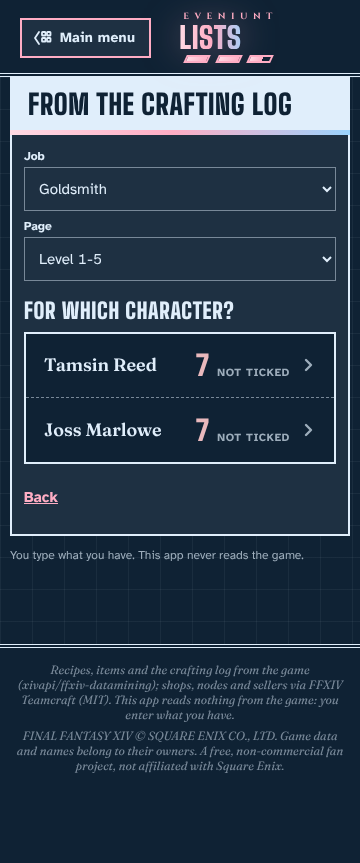 Main menu
EVENIUNT
LISTS
FROM THE CRAFTING LOG
Job
Goldsmith
Page
Level 1-5
FOR WHICH CHARACTER?
Tamsin Reed 7 NOT TICKED
Joss Marlowe 7 NOT TICKED
Back
You type what you have. This app never reads the game.
Recipes, items and the crafting log from the game
(xivapi/ffxiv-datamining); shops, nodes and sellers via FFXIV
Teamcraft (MIT). This app reads nothing from the game: you
enter what you have.
FINAL FANTASY XIV © SQUARE ENIX CO., LTD. Game data
and names belong to their owners. A free, non-commercial fan
project, not affiliated with Square Enix.